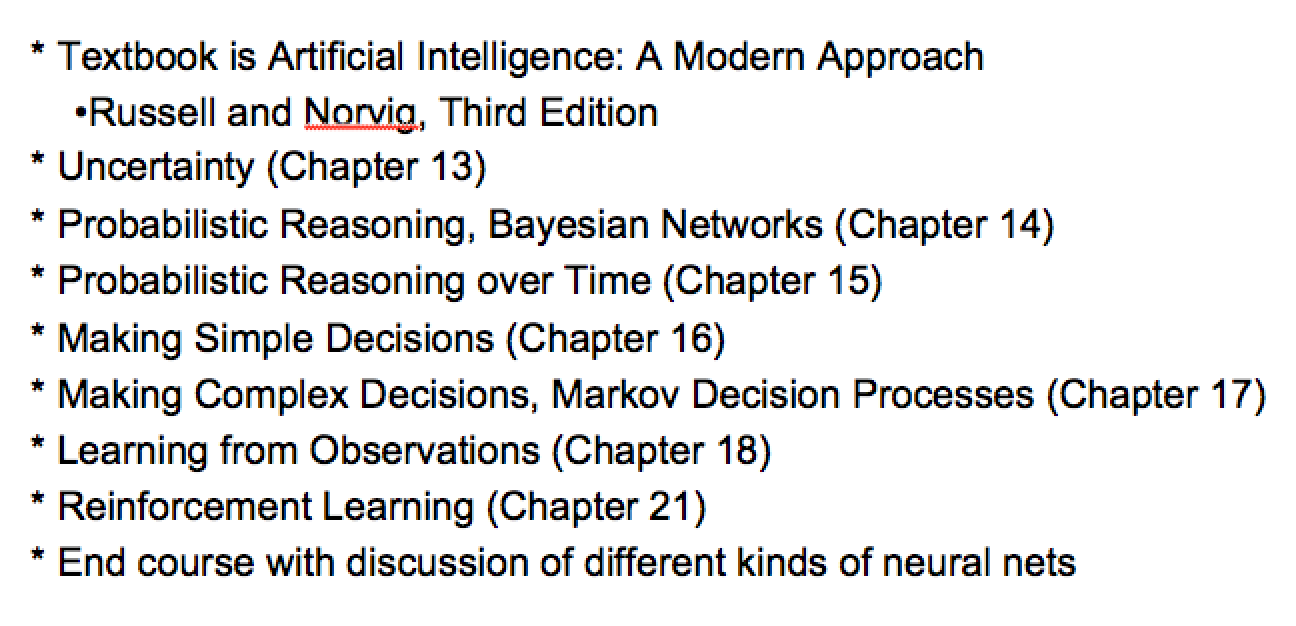 * Textbook is Artificial Intelligence: A Modern Approach
•Russell and Norvig, Third Edition
* Uncertainty (Chapter 13)
* Probabilistic Reasoning, Bayesian Networks (Chapter 14)
* Probabilistic Reasoning over Time (Chapter 15)
* Making Simple Decisions (Chapter 16)
* Making Complex Decisions, Markov Decision Processes (Chapter 17)
* Learning from Observations (Chapter 18)
* Reinforcement Learning (Chapter 21)
* End course with discussion of different kinds of neural nets